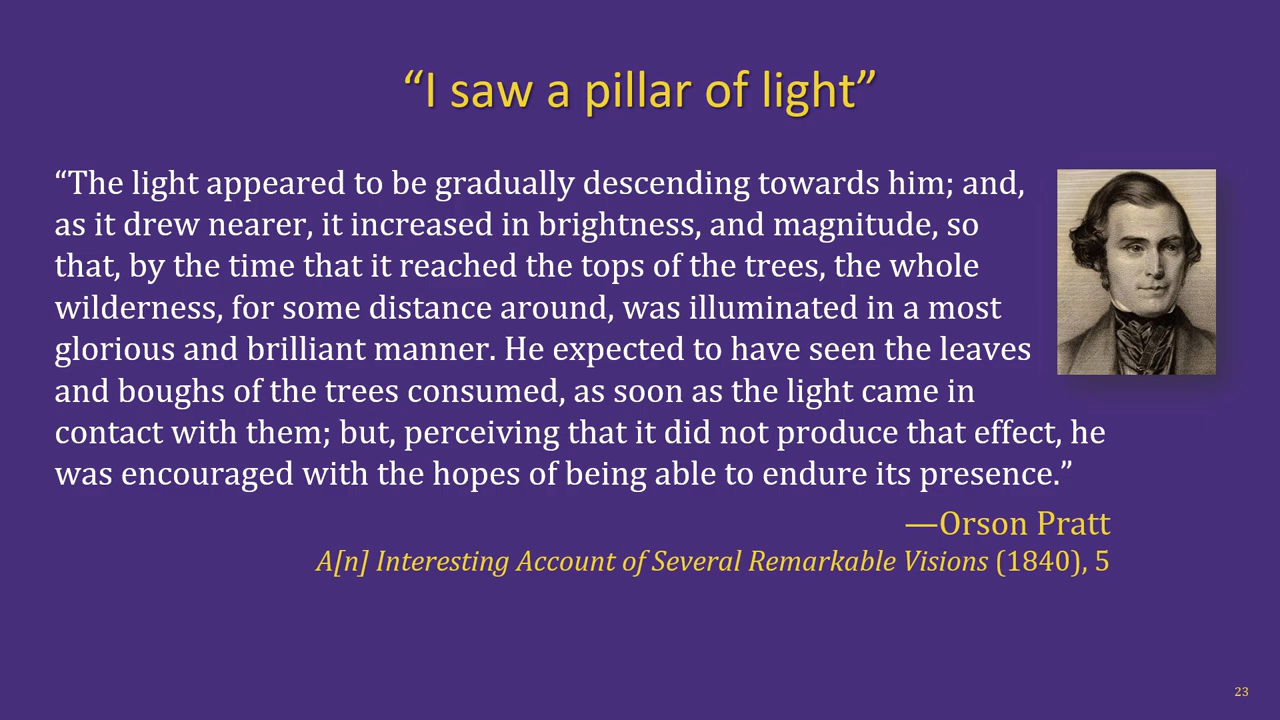 “I saw a pillar of light”
“The light appeared to be gradually descending towards him; and,
as it drew nearer, it increased in brightness, and magnitude, so
that, by the time that it reached the tops of the trees, the whole
wilderness, for some distance around, was illuminated in a most
glorious and brilliant manner. He expected to have seen the leaves
and boughs of the trees consumed, as soon as the light came in
contact with them; but, perceiving that it did not produce that effect, he
was encouraged with the hopes of being able to endure its presence.”
—Orson Pratt
A[n] Interesting Account of Several Remarkable Visions (1840), 5
23